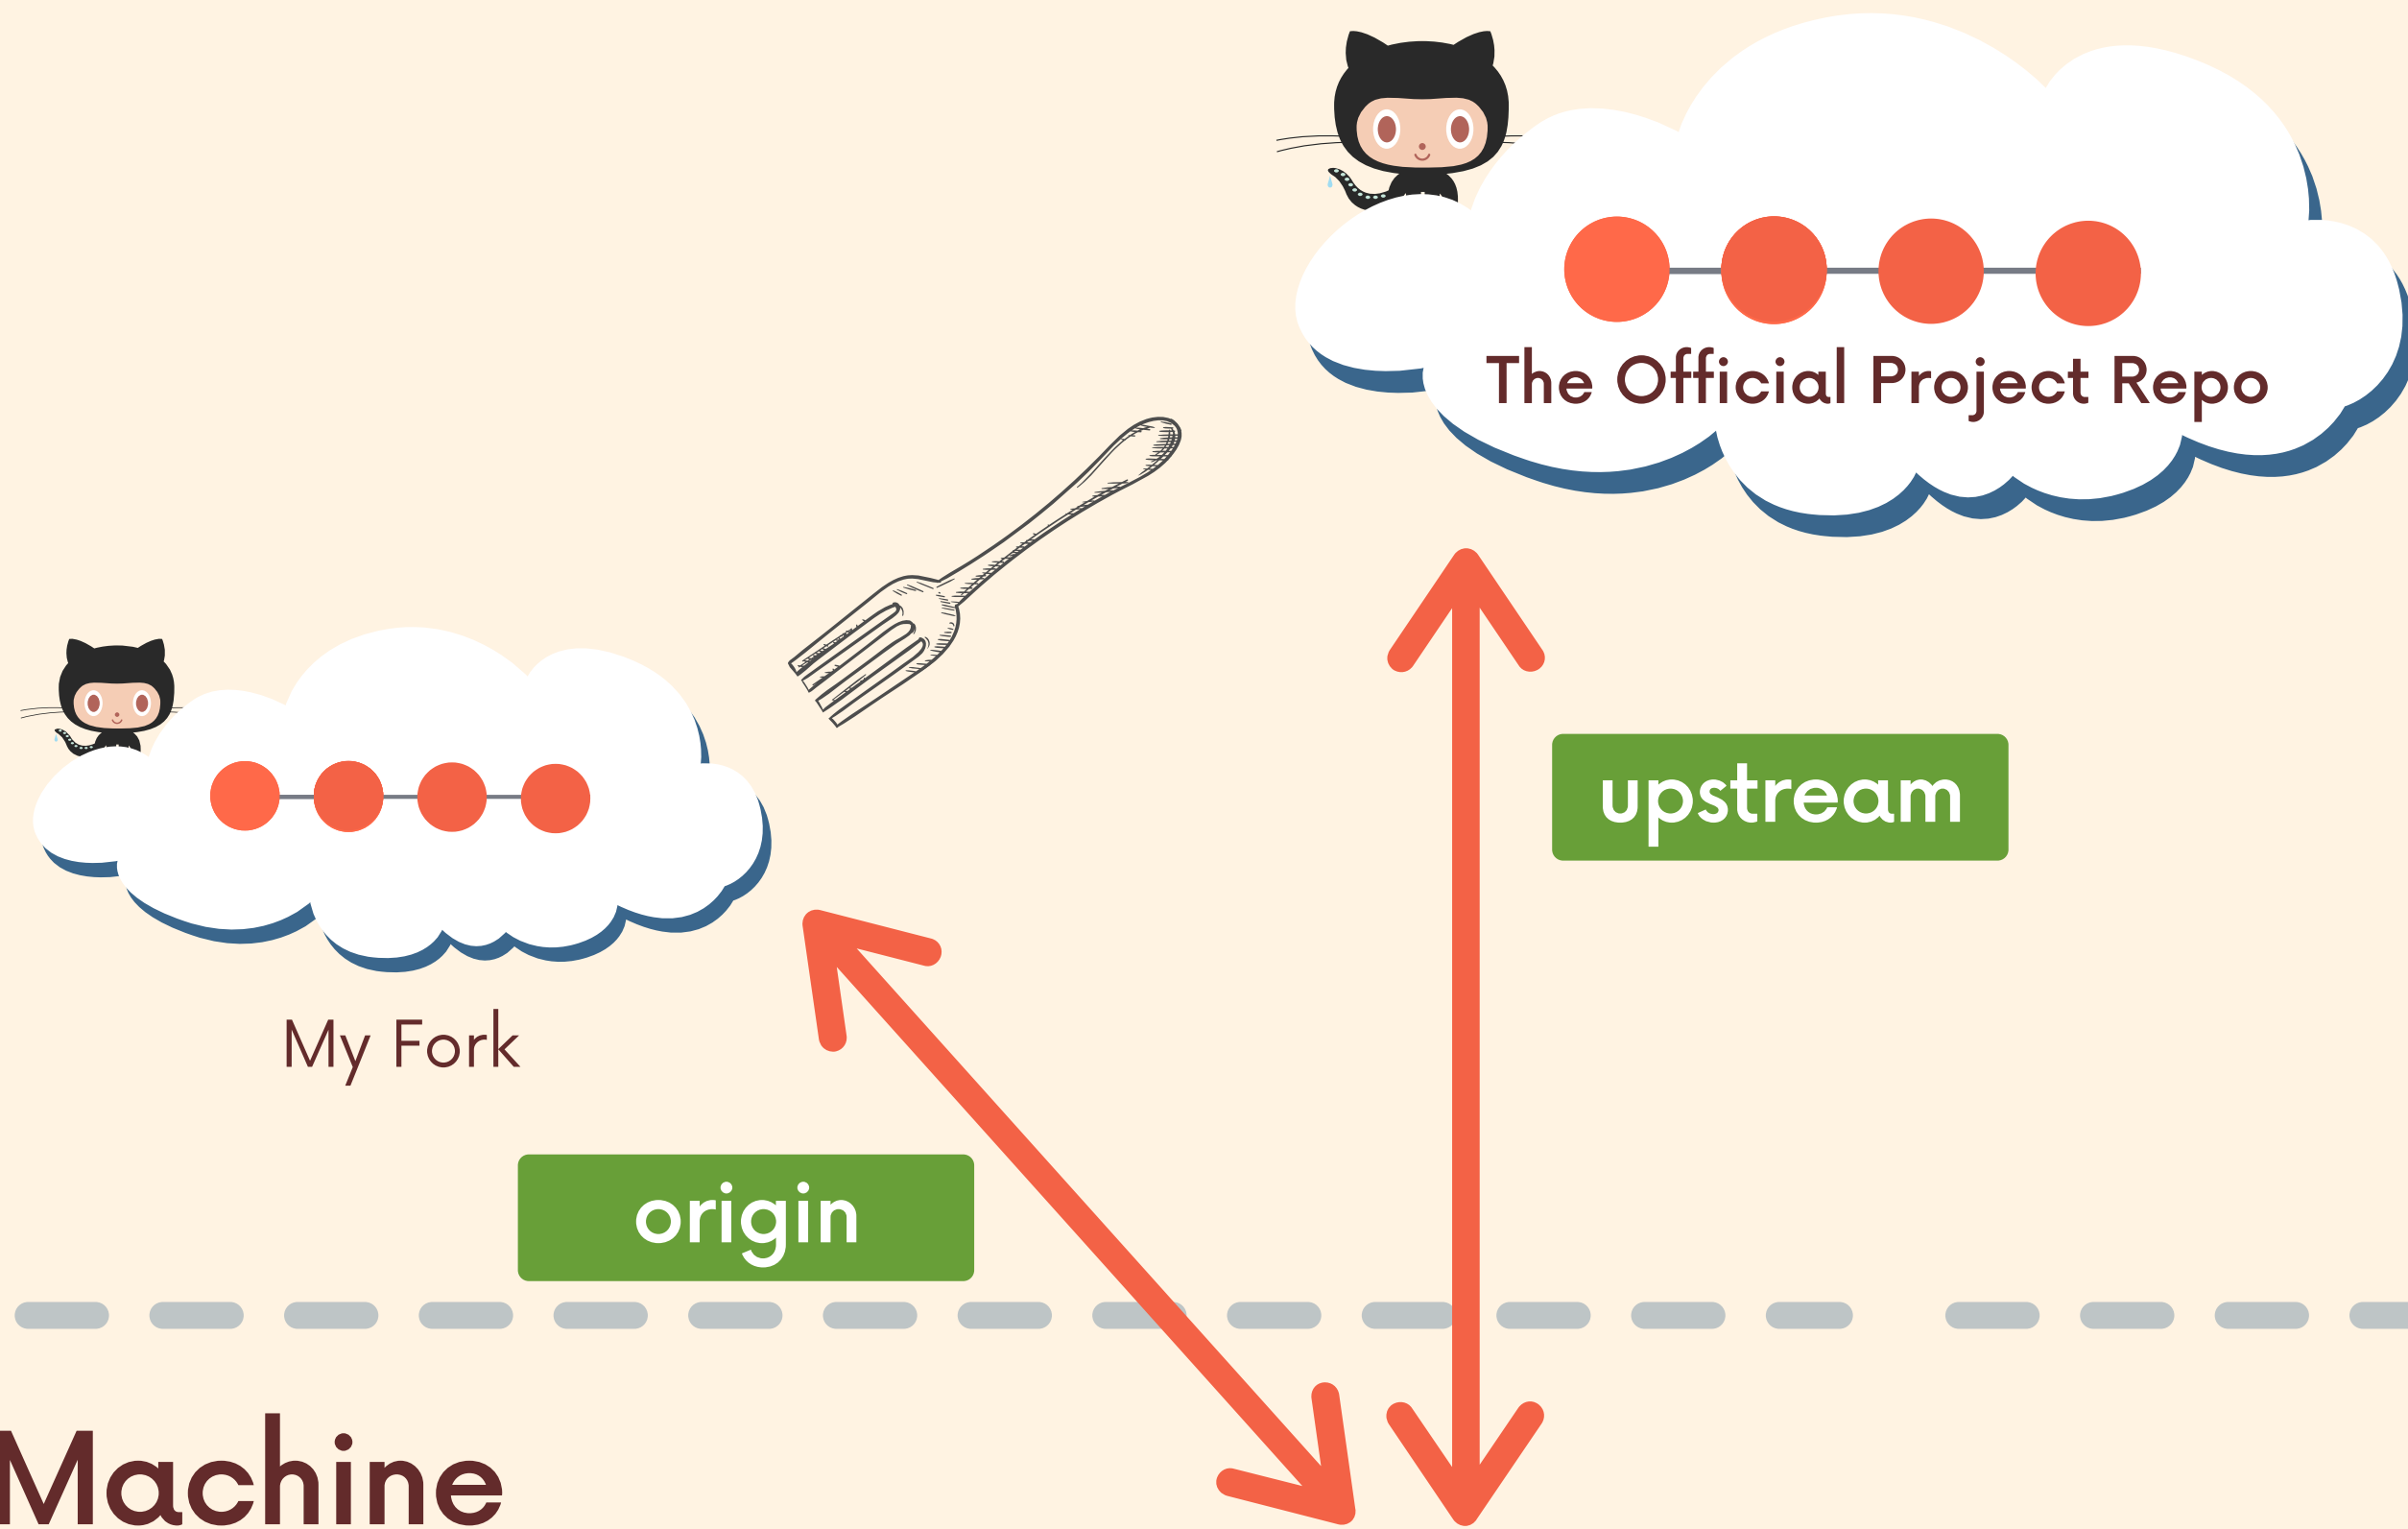 The Official Project Repo
upstream
My Fork
origin
Machine